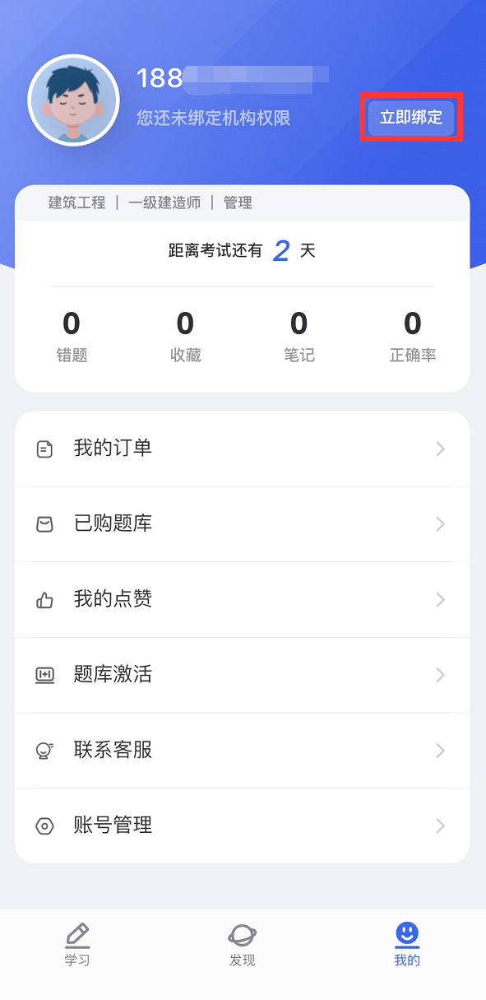 188
您还未绑定机构权限
立即绑定
建筑工程 | 一级建造师 | 管理
距离考试还有 2 天
0 0 0 0
错题 收藏 笔记 正确率
我的订单
已购题库
我的点赞
题库激活
联系客服
账号管理
学习 发现 我的